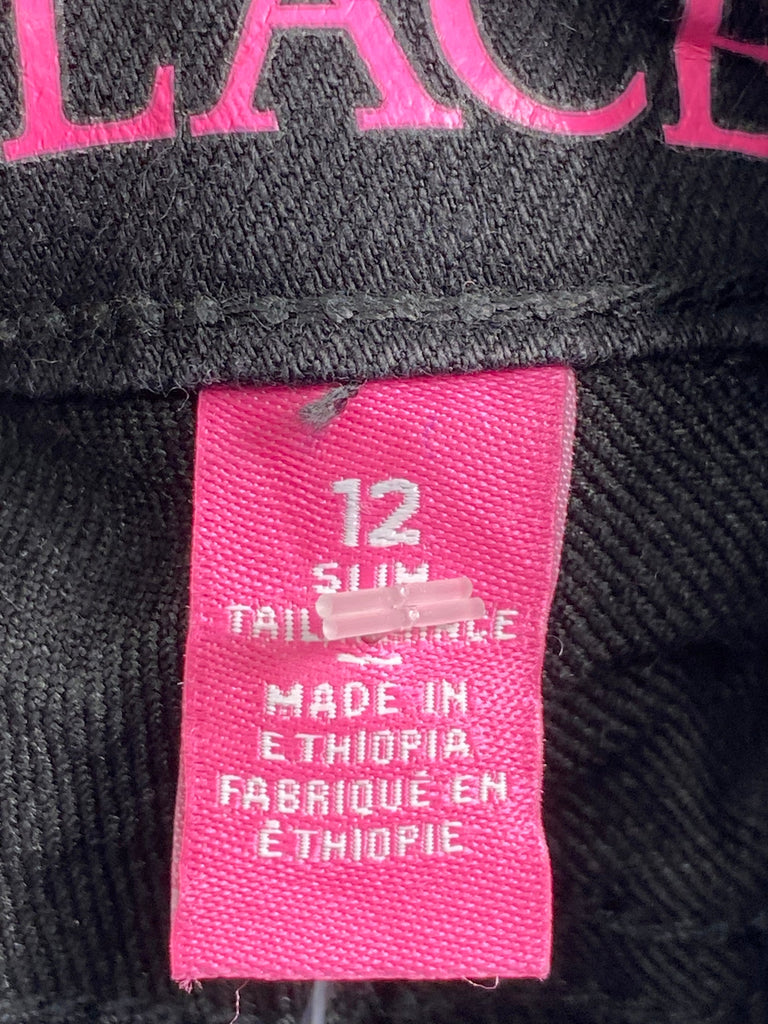 LACE
12
SLIM
MADE IN
ETHIOPIA
FABRIQUÉ EN
ÉTHIOPIE